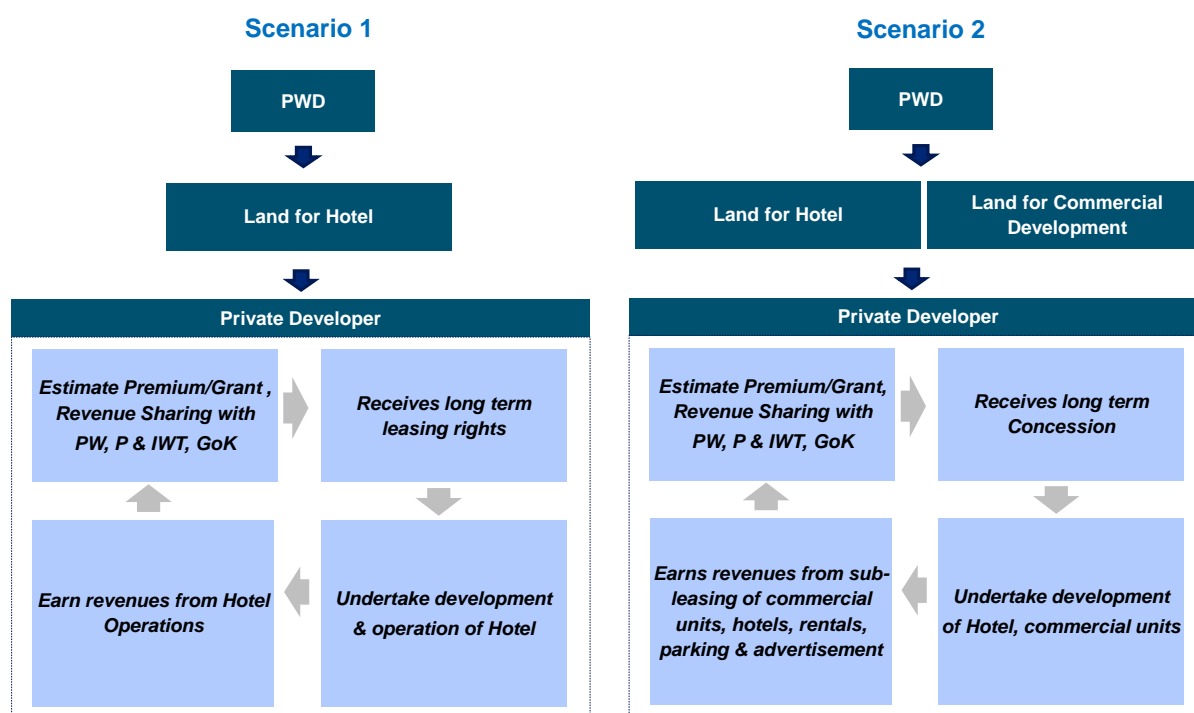 Scenario 1
PWD
Land for Hotel
Private Developer
Estimate Premium/Grant ,
Revenue Sharing with
PW, P & IWT, GoK
Receives long term
leasing rights
Earn revenues from Hotel
Operations
Undertake development
& operation of Hotel
Scenario 2
PWD
Land for Hotel
Land for Commercial
Development
Private Developer
Estimate Premium/Grant,
Revenue Sharing with
PW, P & IWT, GoK
Receives long term
Concession
Earns revenues from sub-
leasing of commercial
units, hotels, rentals,
parking & advertisement
Undertake development
of Hotel, commercial units